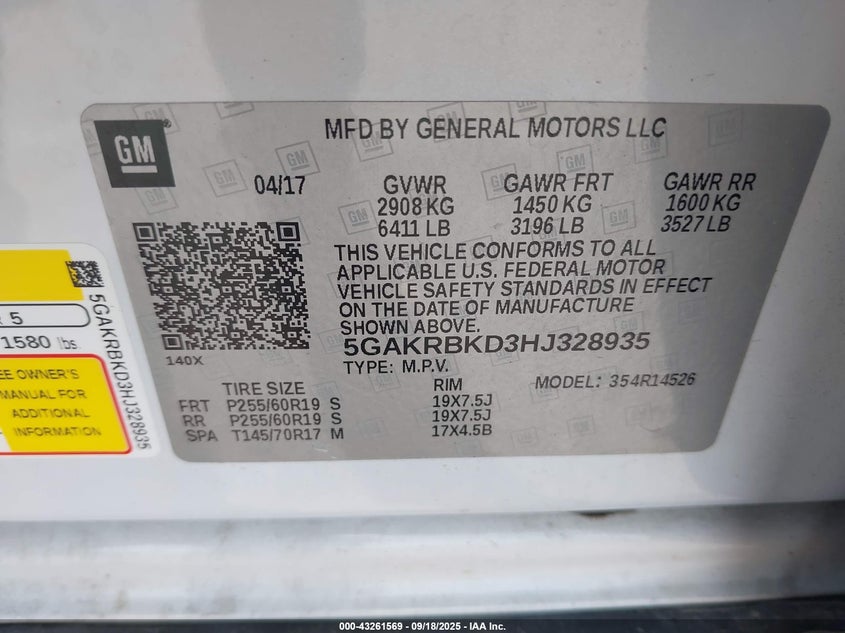 GM
MFD BY GENERAL MOTORS LLC
04/17
GVWR
2908 KG
6411 LB
GAWR FRT
1450 KG
3196 LB
GAWR RR
1600 KG
3527 LB
THIS VEHICLE CONFORMS TO ALL
APPLICABLE U.S. FEDERAL MOTOR
VEHICLE SAFETY STANDARDS IN EFFECT
ON THE DATE OF MANUFACTURE
SHOWN ABOVE.
5GAKRBKD3HJ328935
140X
TYPE: M.P.V.
MODEL: 354R14526
TIRE SIZE RIM
FRT P255/60R19 S 19X7.5J
RR P255/60R19 S 19X7.5J
SPA T145/70R17 M 17X4.5B
5
1580 lbs.
OWNER'S
MANUAL FOR
ADDITIONAL
INFORMATION
5GAKRBKD3HJ328935
000-43261569 - 09/18/2025 - IAA Inc.